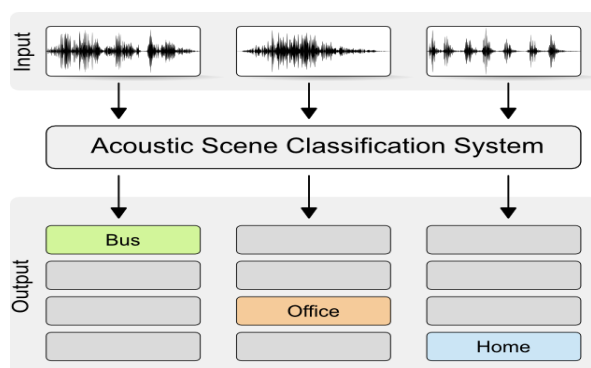 Input
Acoustic Scene Classification System
Output
Bus
Office
Home